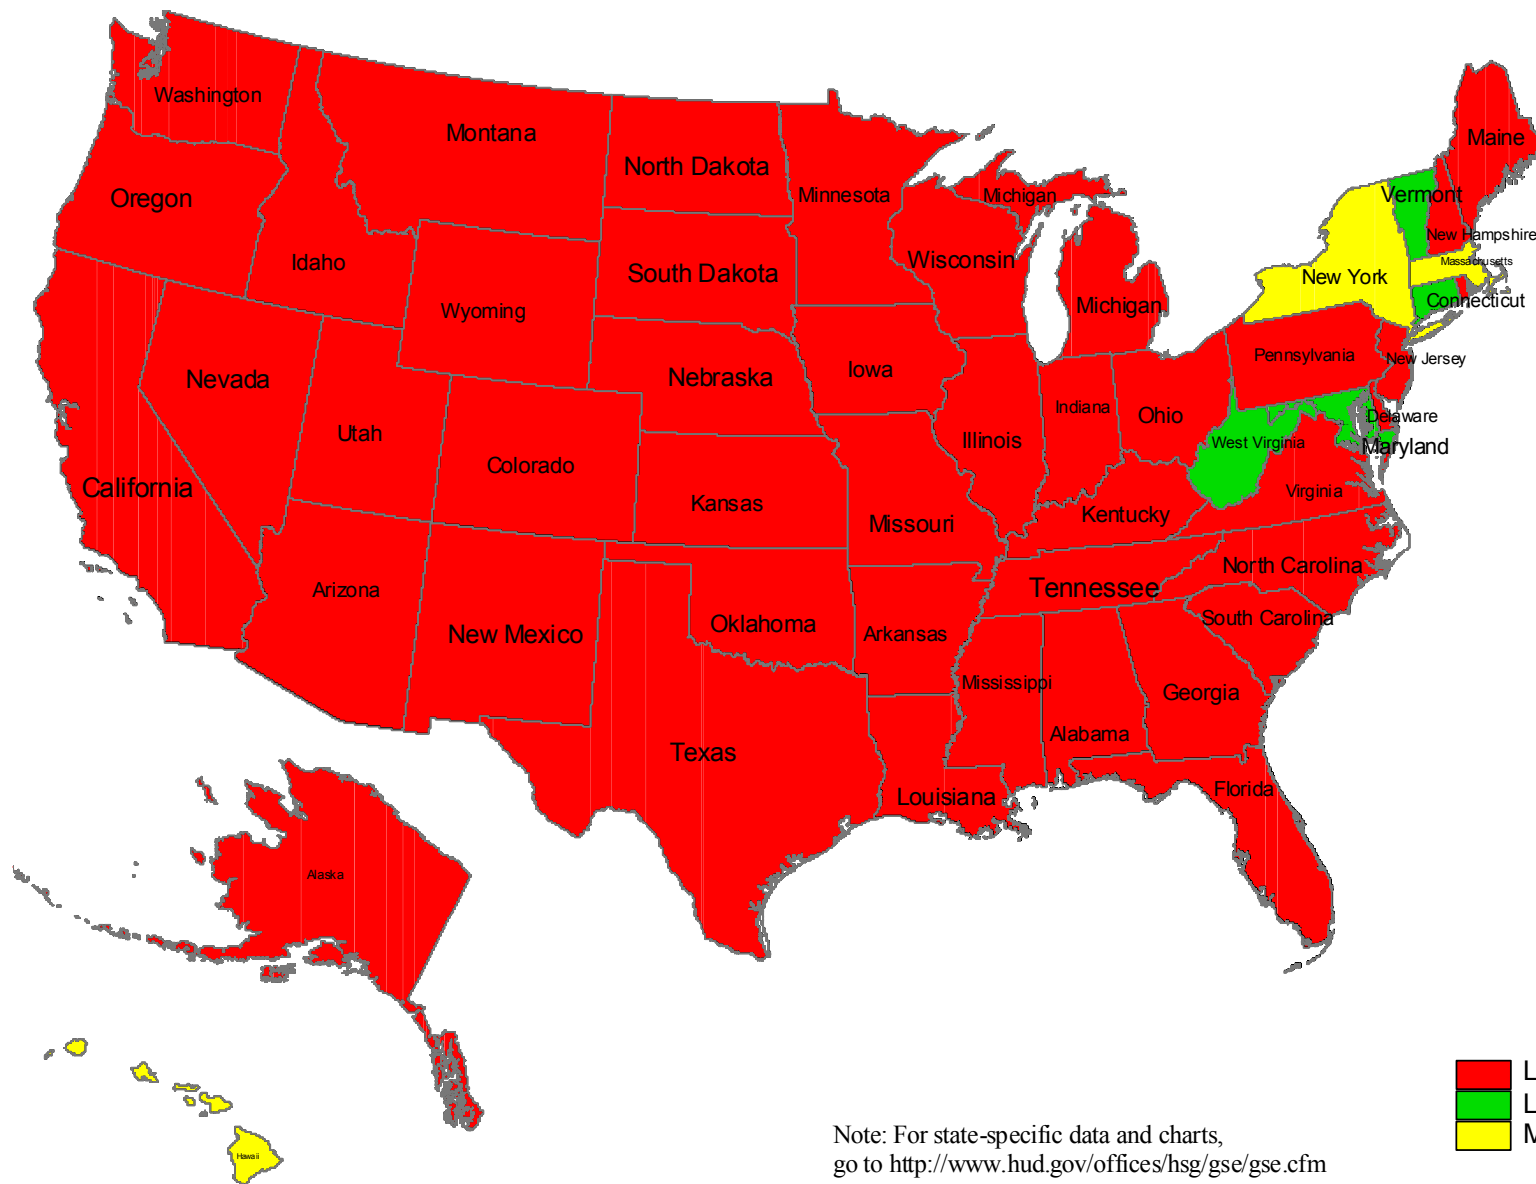 Washington
Montana
North Dakota
Minnesota
Michigan
Maine
Oregon
Idaho
South Dakota
Wisconsin
Vermont
New Hampshire
Massachusetts
New York
Connecticut
Wyoming
Michigan
Nevada
Nebraska
Iowa
Pennsylvania
New Jersey
Utah
Colorado
Illinois
Indiana
Ohio
West Virginia
Delaware
Maryland
California
Kansas
Missouri
Kentucky
Virginia
Arizona
New Mexico
Oklahoma
Arkansas
Tennessee
North Carolina
South Carolina
Mississippi
Alabama
Georgia
Texas
Louisiana
Florida
Alaska
Hawaii
L
L
M
Note: For state-specific data and charts,
go to http://www.hud.gov/offices/hsg/gse/gse.cfm